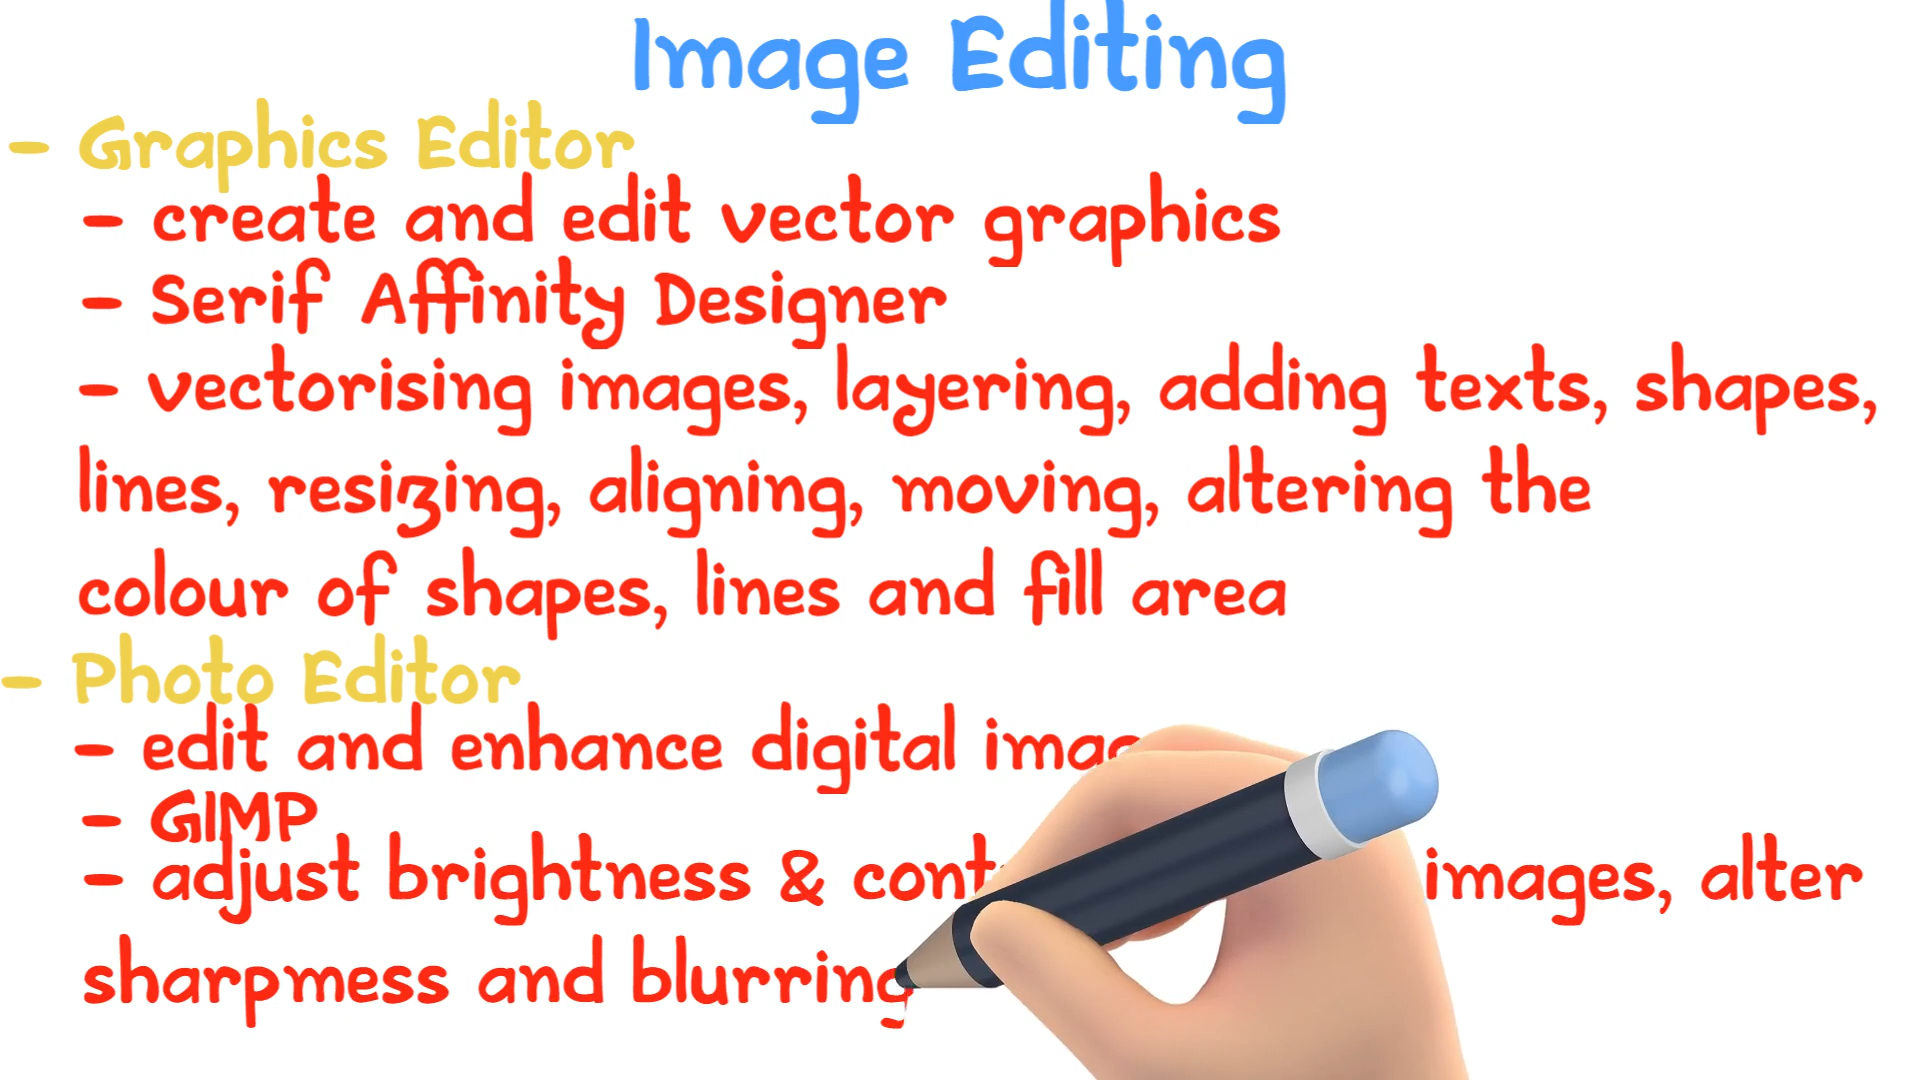 Image Editing
- Graphics Editor
- create and edit vector graphics
- Serif Affinity Designer
- vectorising images, layering, adding texts, shapes,
lines, resizing, aligning, moving, altering the
colour of shapes, lines and fill area
- Photo Editor
- edit and enhance digital
- GIMP
- adjust brightness & images, alter
sharpmess and blurring